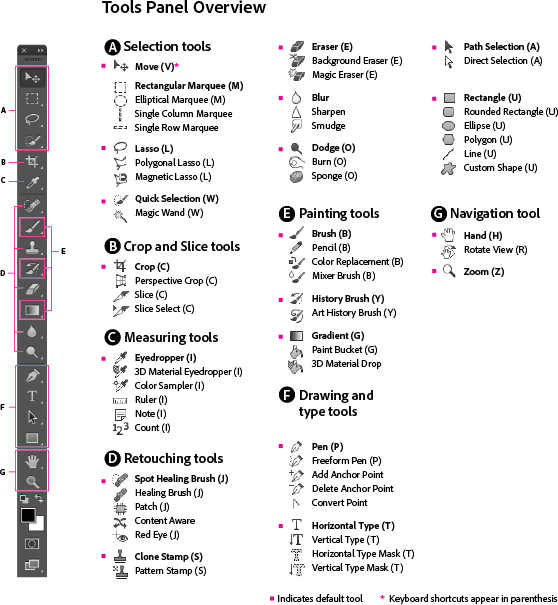 Tools Panel Overview
A
B
C
D
E
F
G
A Selection tools
Move (V)*
Rectangular Marquee (M)
Elliptical Marquee (M)
Single Column Marquee
Single Row Marquee
Lasso (L)
Polygonal Lasso (L)
Magnetic Lasso (L)
Quick Selection (W)
Magic Wand (W)
B Crop and Slice tools
Crop (C)
Perspective Crop (C)
Slice (C)
Slice Select (C)
C Measuring tools
Eyedropper (I)
3D Material Eyedropper (I)
Color Sampler (I)
Ruler (I)
Note (I)
Count (I)
D Retouching tools
Spot Healing Brush (J)
Healing Brush (J)
Patch (J)
Content Aware
Red Eye (J)
Clone Stamp (S)
Pattern Stamp (S)
Eraser (E)
Background Eraser (E)
Magic Eraser (E)
Blur
Sharpen
Smudge
Dodge (O)
Burn (O)
Sponge (O)
E Painting tools
Brush (B)
Pencil (B)
Color Replacement (B)
Mixer Brush (B)
History Brush (Y)
Art History Brush (Y)
Gradient (G)
Paint Bucket (G)
3D Material Drop
F Drawing and
type tools
Pen (P)
Freeform Pen (P)
Add Anchor Point
Delete Anchor Point
Convert Point
Horizontal Type (T)
Vertical Type (T)
Horizontal Type Mask (T)
Vertical Type Mask (T)
Path Selection (A)
Direct Selection (A)
Rectangle (U)
Rounded Rectangle (U)
Ellipse (U)
Polygon (U)
Line (U)
Custom Shape (U)
G Navigation tool
Hand (H)
Rotate View (R)
Zoom (Z)
Indicates default tool * Keyboard shortcuts appear in parenthesis